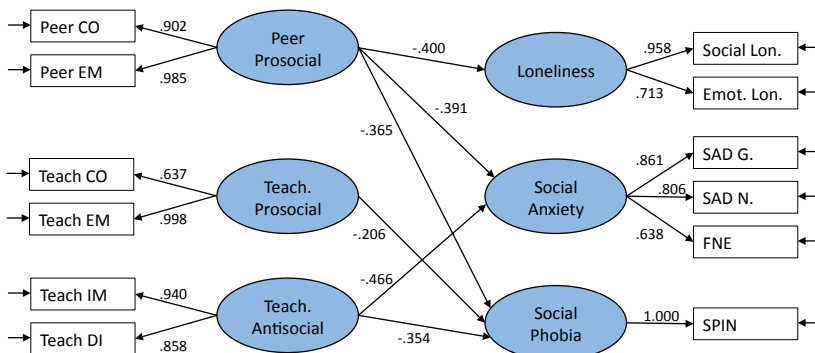 Peer CO
.902
Peer EM
.985
Peer
Prosocial
-.400
-.391
-.365
Loneliness
.958
Social Lon.
.713
Emot. Lon.
Teach CO
.637
Teach EM
.998
Teach.
Prosocial
-.206
Social
Anxiety
.861
SAD G.
.806
SAD N.
.638
FNE
Teach IM
.940
Teach DI
.858
Teach.
Antisocial
-.466
-.354
Social
Phobia
1.000
SPIN